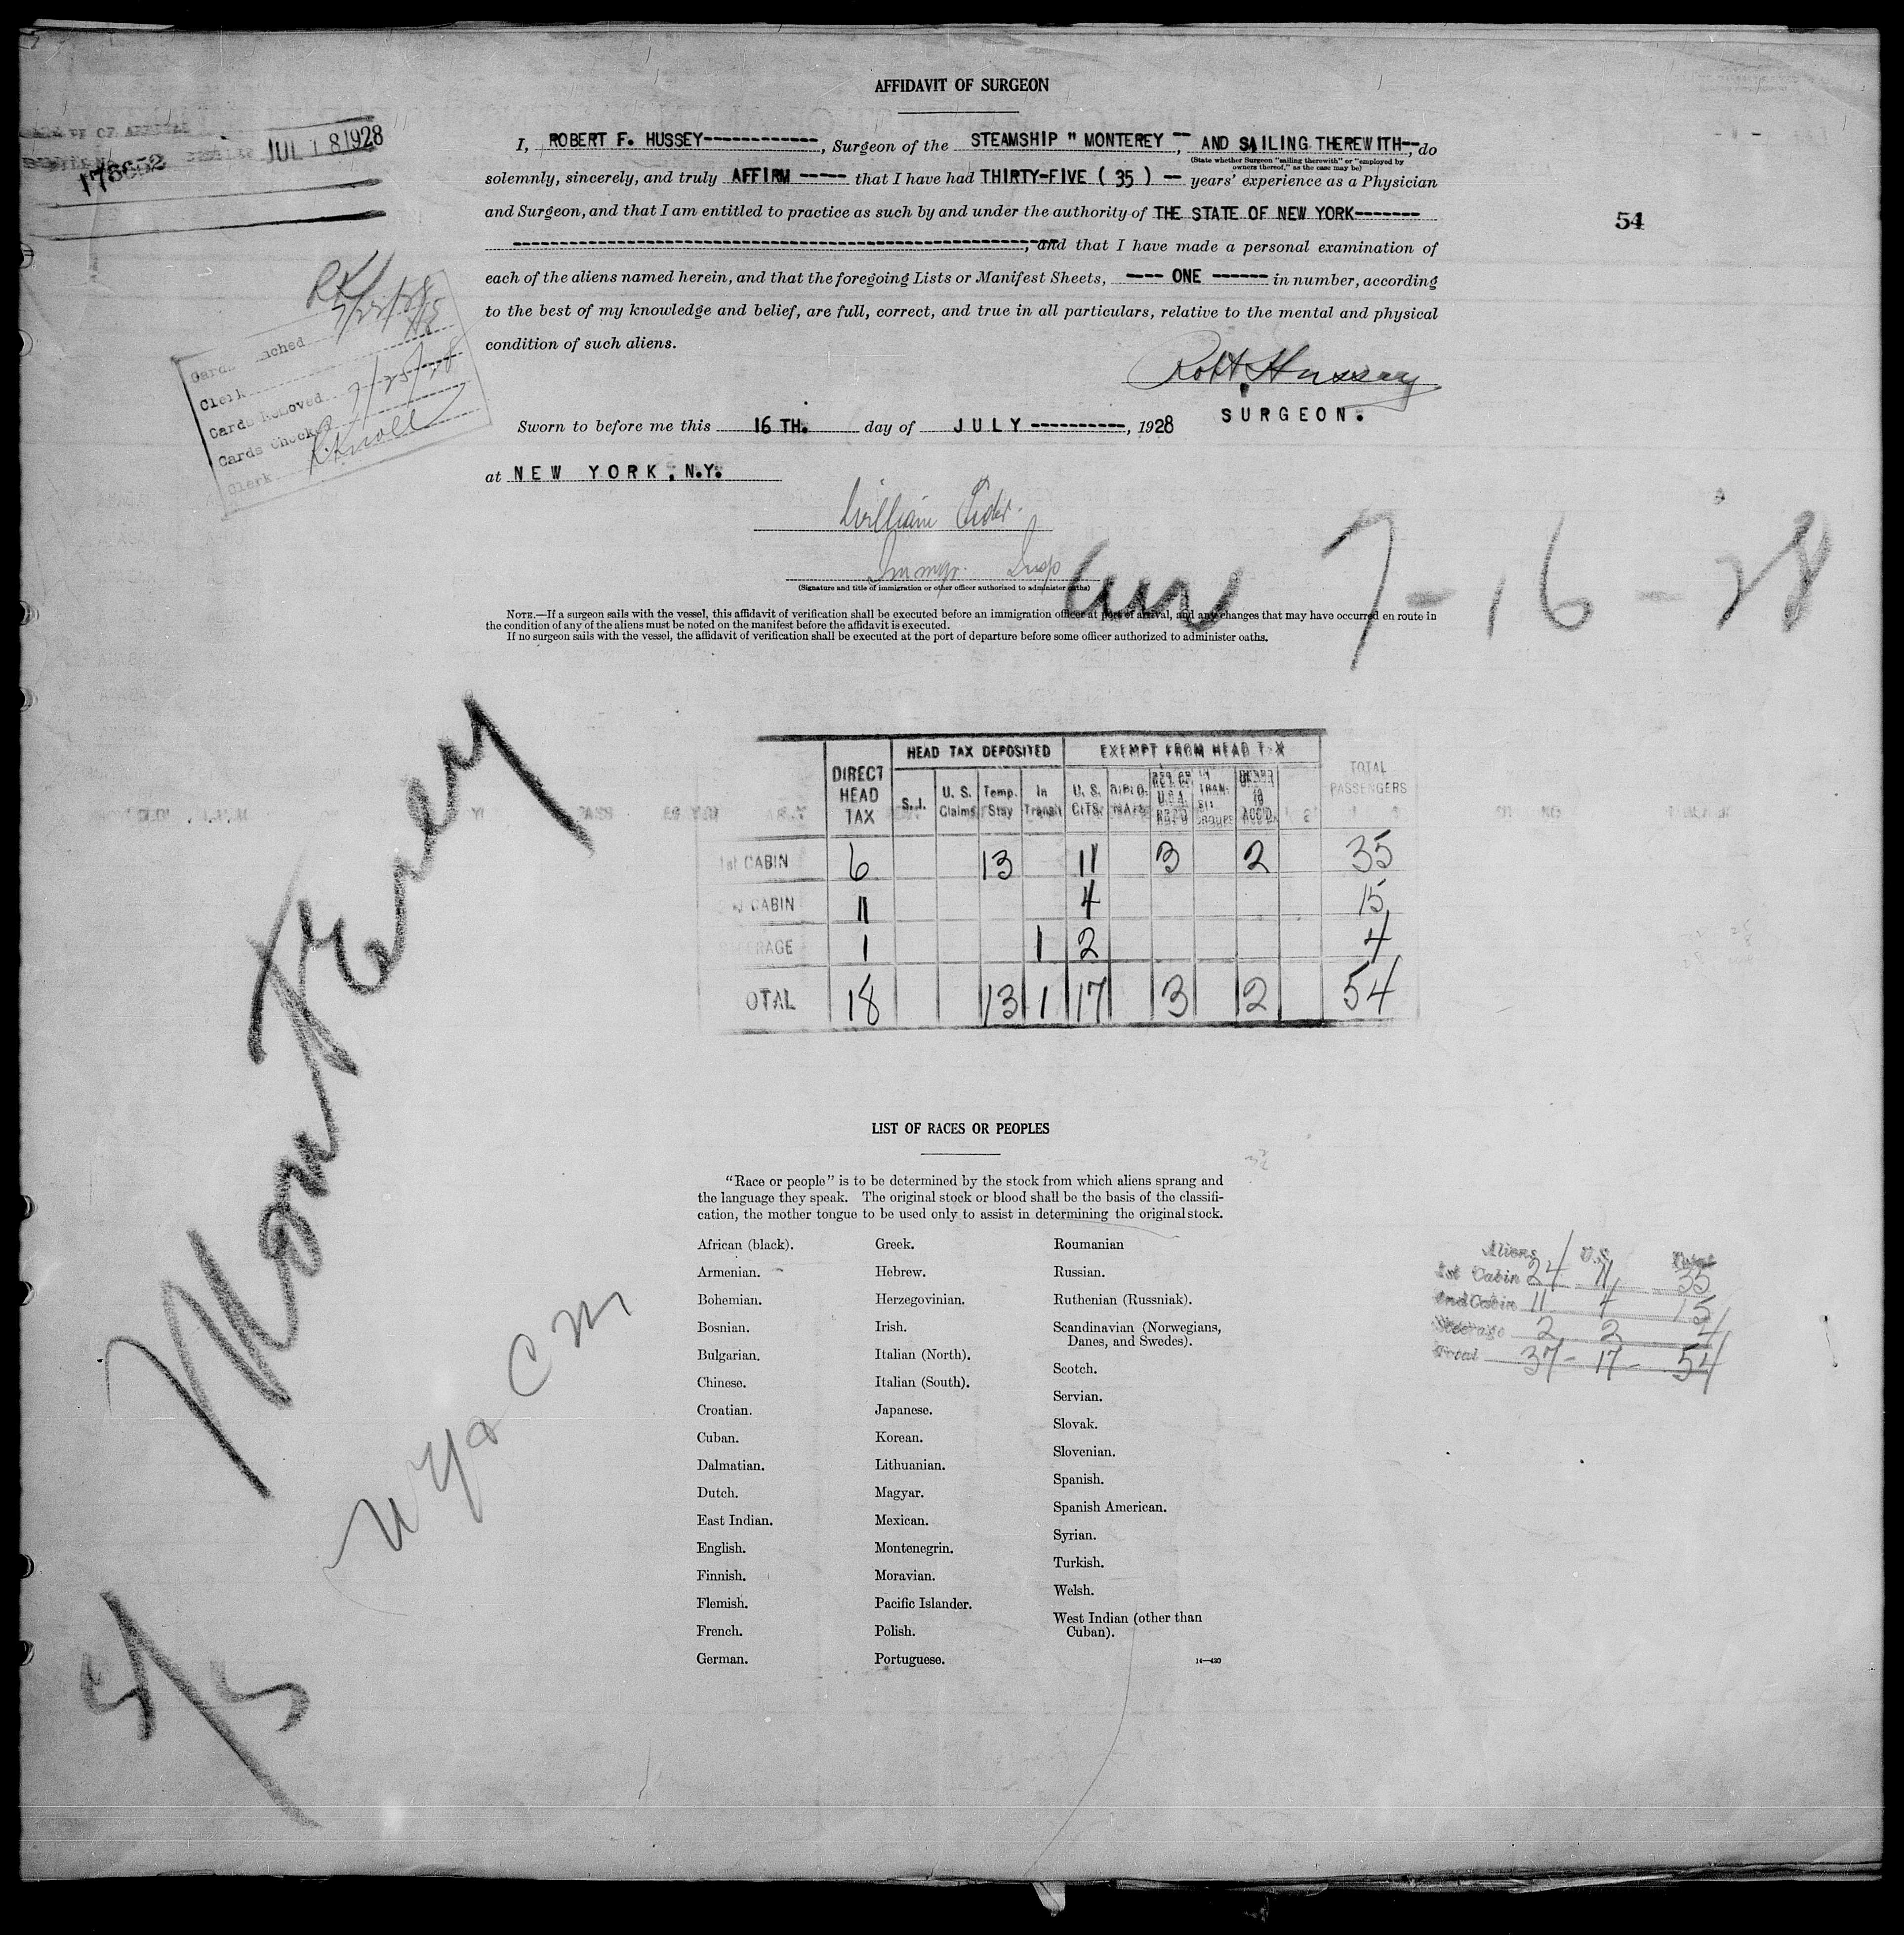 AFFIDAVIT OF SURGEON
JUL 18 1928
173652
I, ROBERT F. HUSSEY------------, Surgeon of the STEAMSHIP " MONTEREY ", AND SAILING THEREWITH--, do
(State whether Surgeon "sailing therewith" or "employed by
owners thereof," as the case may be)
solemnly, sincerely, and truly AFFIRM ----- that I have had THIRTY-FIVE ( 35 ) - years' experience as a Physician
and Surgeon, and that I am entitled to practice as such by and under the authority of THE STATE OF NEW YORK-------
54
, and that I have made a personal examination of
each of the aliens named herein, and that the foregoing Lists or Manifest Sheets, ---- ONE ------ in number, according
to the best of my knowledge and belief, are full, correct, and true in all particulars, relative to the mental and physical
condition of such aliens.
Robt F. Hussey
SURGEON.
Clerk
Cards Removed 7/25/28
Cards Checked
Clerk R. Knoll
Sworn to before me this 16 TH. day of JULY -----------, 1928
at NEW YORK, N.Y.
William
Immgr. Insp
(Signature and title of immigration or other officer authorized to administer oaths)
7-16-28
NOTE.—If a surgeon sails with the vessel, this affidavit of verification shall be executed before an immigration officer at port of arrival, and any changes that may have occurred en route in
the condition of any of the aliens must be noted on the manifest before the affidavit is executed.
If no surgeon sails with the vessel, the affidavit of verification shall be executed at the port of departure before some officer authorized to administer oaths.
Monterey
HEAD TAX DEPOSITED EXEMPT FROM HEAD TAX
DIRECT HEAD TAX S.I. U.S. Claims Temp. Stay In Transit U.S. CITS. TOTAL PASSENGERS
1st CABIN 6 13 11 3 2 35
CABIN 11 4 15
1 1 2 4
TOTAL 18 13 1 17 3 2 54
LIST OF RACES OR PEOPLES
"Race or people" is to be determined by the stock from which aliens sprang and
the language they speak. The original stock or blood shall be the basis of the classifi-
cation, the mother tongue to be used only to assist in determining the original stock.
African (black).
Armenian.
Bohemian.
Bosnian.
Bulgarian.
Chinese.
Croatian.
Cuban.
Dalmatian.
Dutch.
East Indian.
English.
Finnish.
Flemish.
French.
German.
Greek.
Hebrew.
Herzegovinian.
Irish.
Italian (North).
Italian (South).
Japanese.
Korean.
Lithuanian.
Magyar.
Mexican.
Montenegrin.
Moravian.
Pacific Islander.
Polish.
Portuguese.
Roumanian
Russian.
Ruthenian (Russniak).
Scandinavian (Norwegians,
Danes, and Swedes).
Scotch.
Servian.
Slovak.
Slovenian.
Spanish.
Spanish American.
Syrian.
Turkish.
Welsh.
West Indian (other than
Cuban).
14—430
Aliens U.S. Total
1st Cabin 24 11 35
2nd Cabin 11 4 15
Steerage 2 2 4
Total 37 - 17 - 54